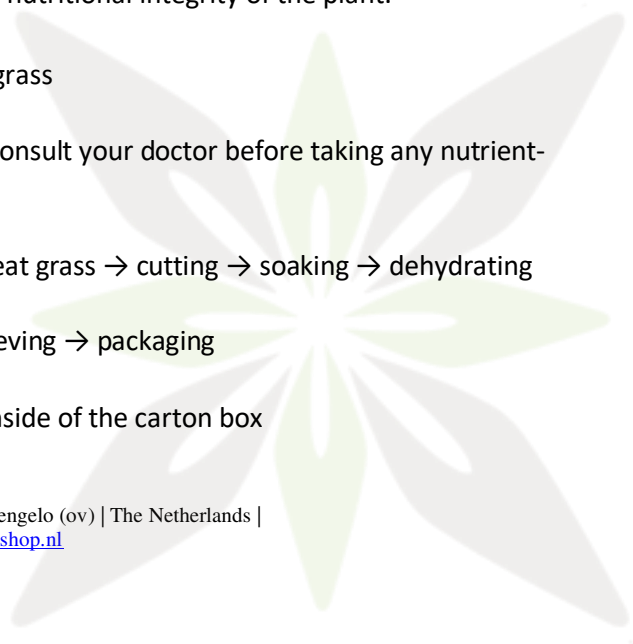 nutritional integrity of the plant.
grass
onsult your doctor before taking any nutrient-
eat grass → cutting → soaking → dehydrating
eving → packaging
side of the carton box
engelo (ov) | The Netherlands |
shop.nl